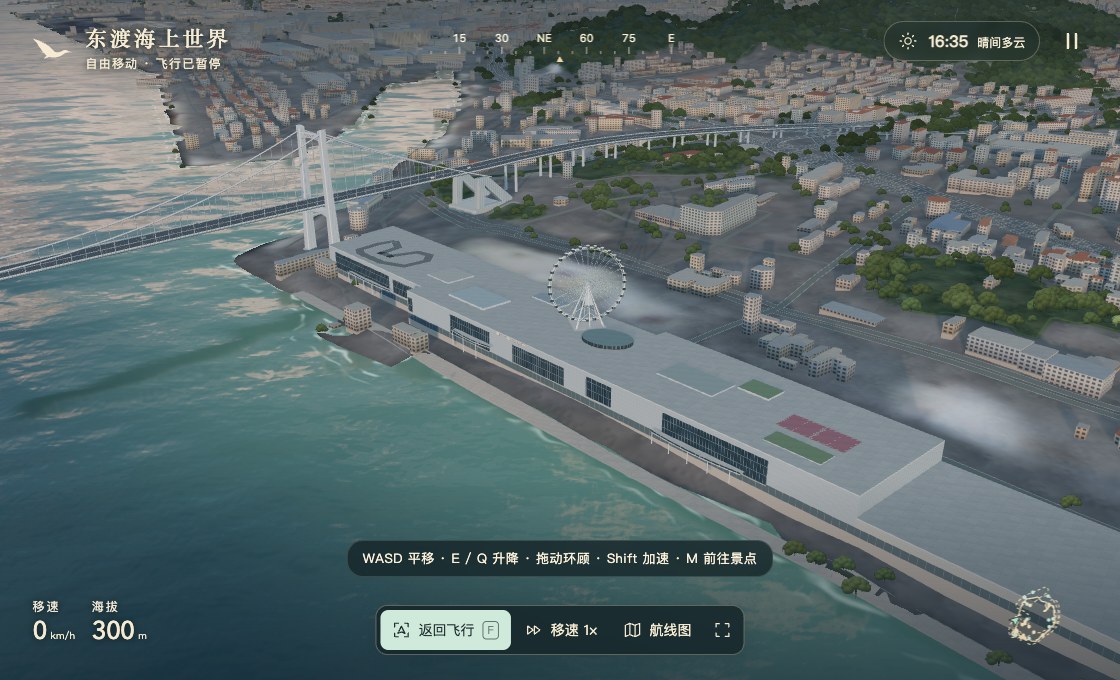 东渡海上世界
自由移动 · 飞行已暂停
15 30 NE 60 75 E
16:35 晴间多云
WASD 平移 · E / Q 升降 · 拖动环顾 · Shift 加速 · M 前往景点
移速 海拔
0 km/h 300 m
返回飞行 F 移速 1x 航线图